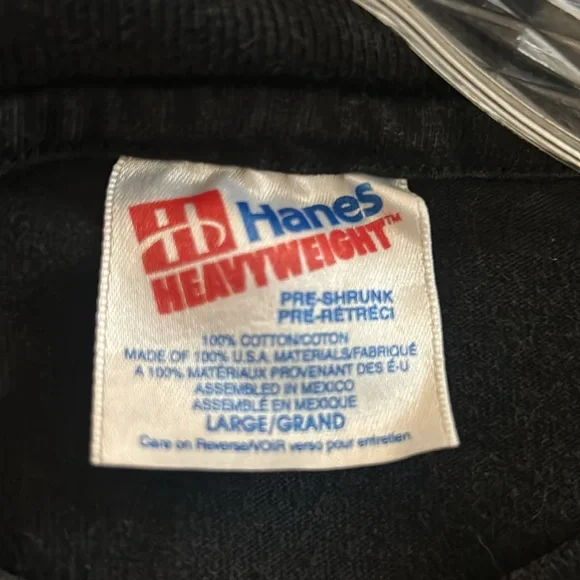 Hanes
HEAVYWEIGHT™
PRE-SHRUNK
PRÉ-RÉTRÉCI
100% COTTON/COTON
MADE OF 100% U.S.A. MATERIALS/FABRIQUÉ
A 100% MATÉRIAUX PROVENANT DES É-U
ASSEMBLED IN MEXICO
ASSEMBLÉ EN MEXIQUE
LARGE/GRAND
Care on Reverse/VOIR verso pour entretien